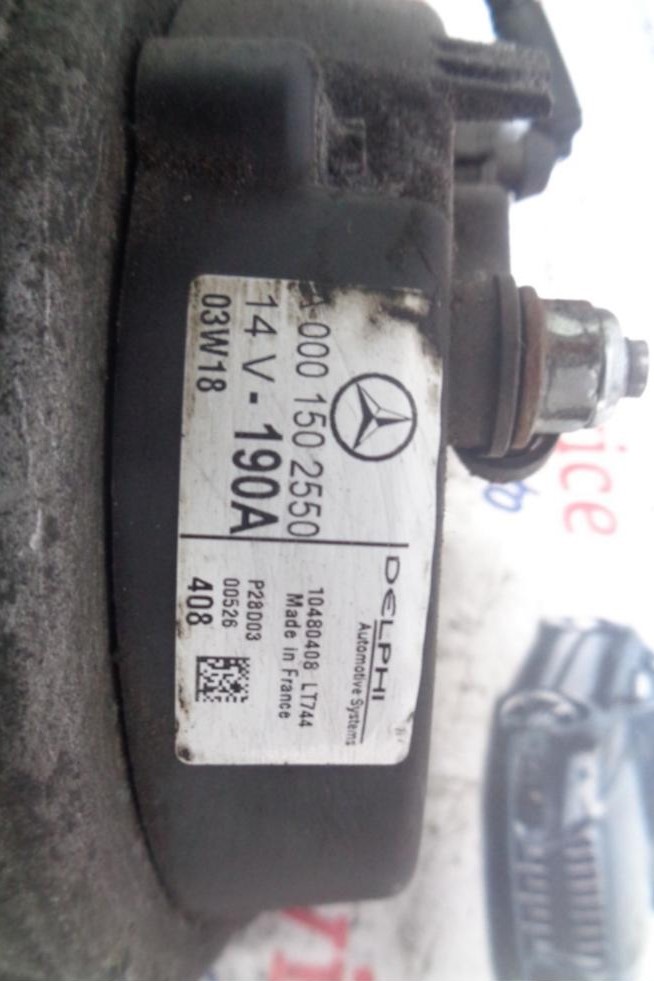 A 000 150 2550
14 V - 190A
03W18
DELPHI
Automotive Systems
10480408 LT744
Made in France
P28D03
00526
408